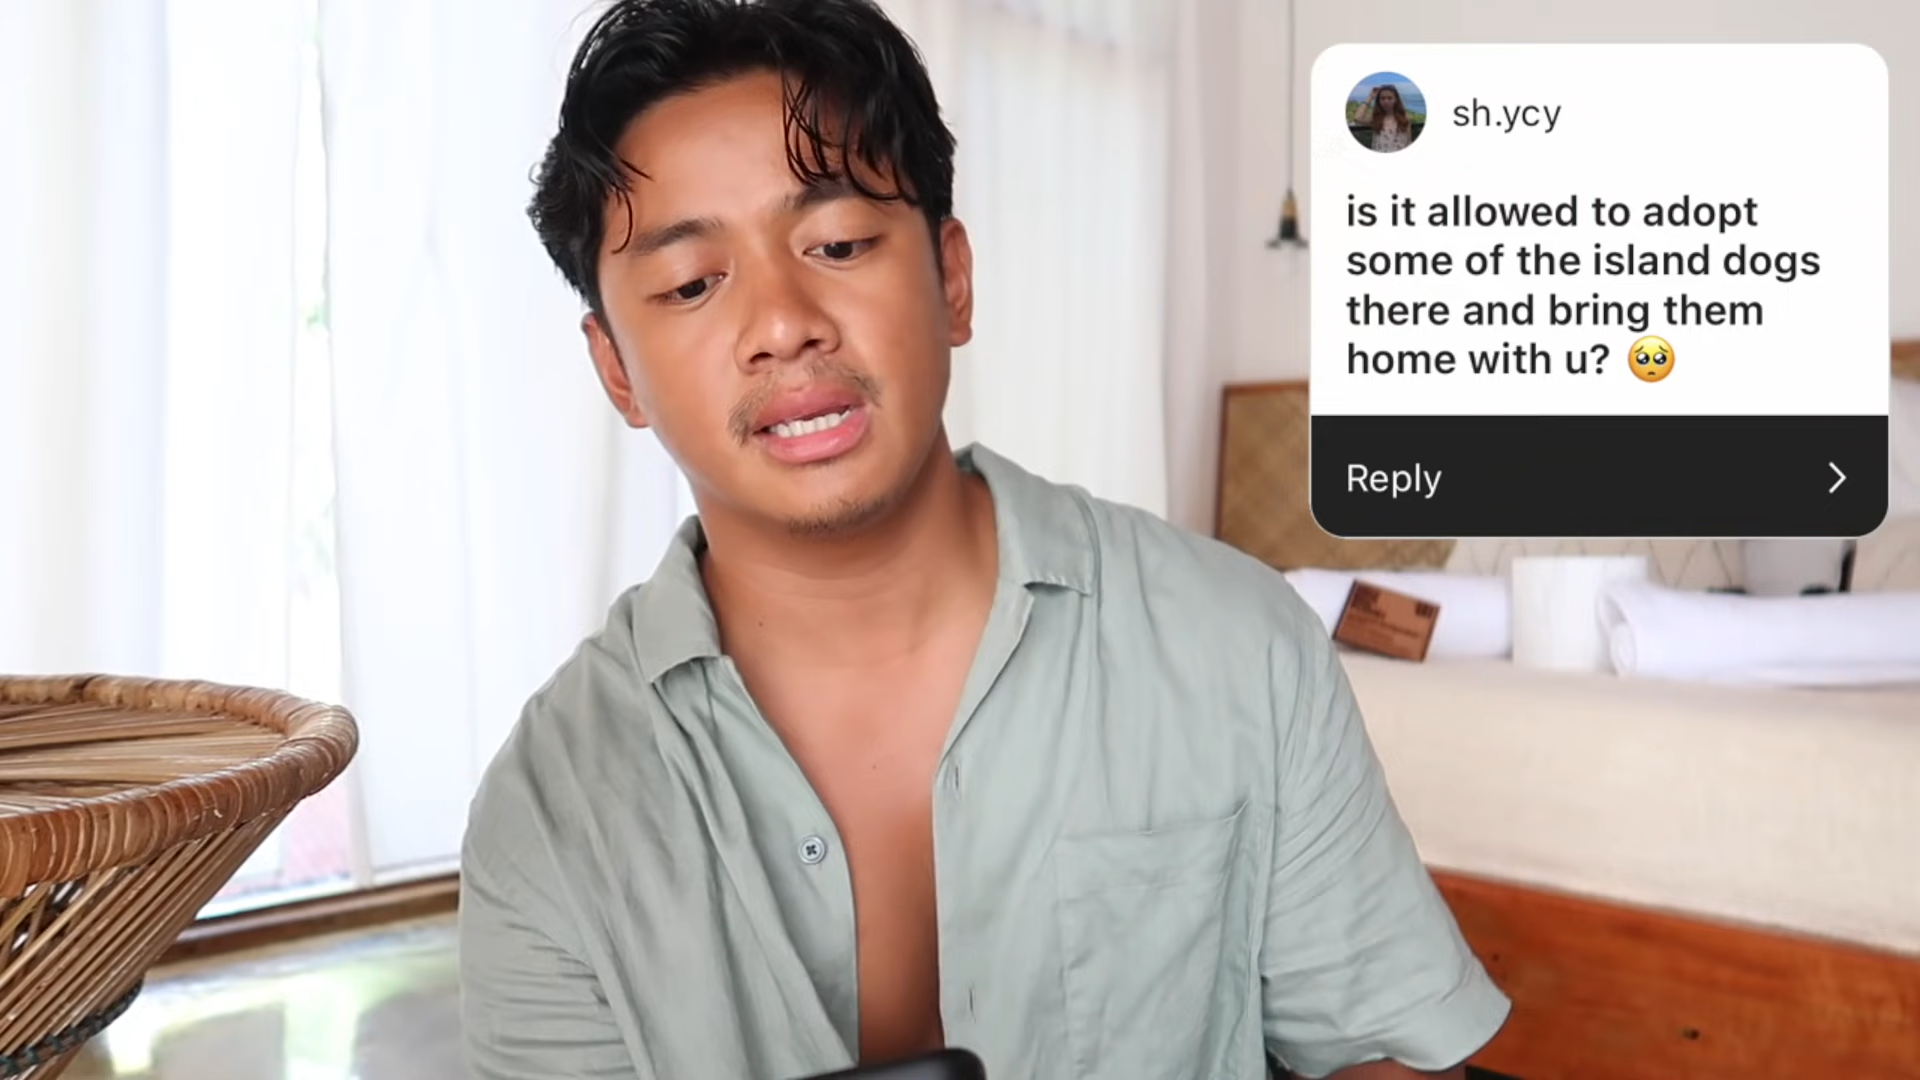 sh.ycy
is it allowed to adopt
some of the island dogs
there and bring them
home with u? 🥺
Reply